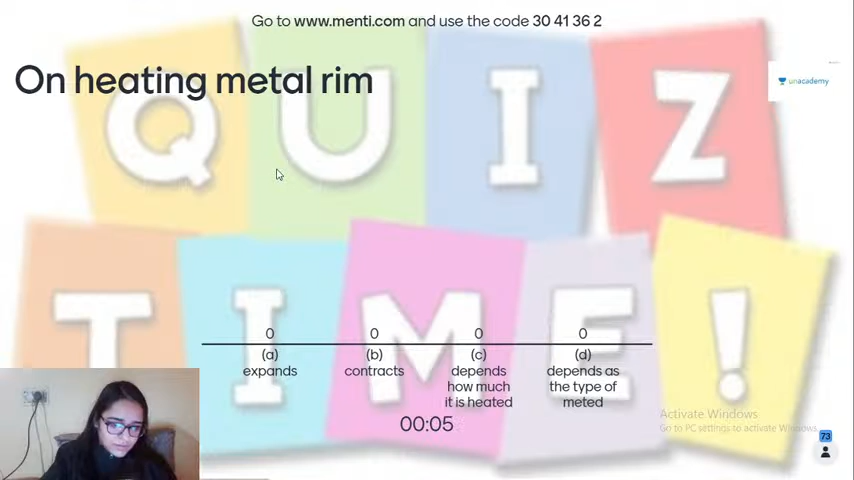 Go to www.menti.com and use the code 30 41 36 2
On heating metal rim
unacademy
QUIZ
TIME!
0
0
0
0
(a)
expands
(b)
contracts
(c)
depends
how much
it is heated
(d)
depends as
the type of
meted
00:05
Activate Windows
Go to PC settings to activate Windows.
73